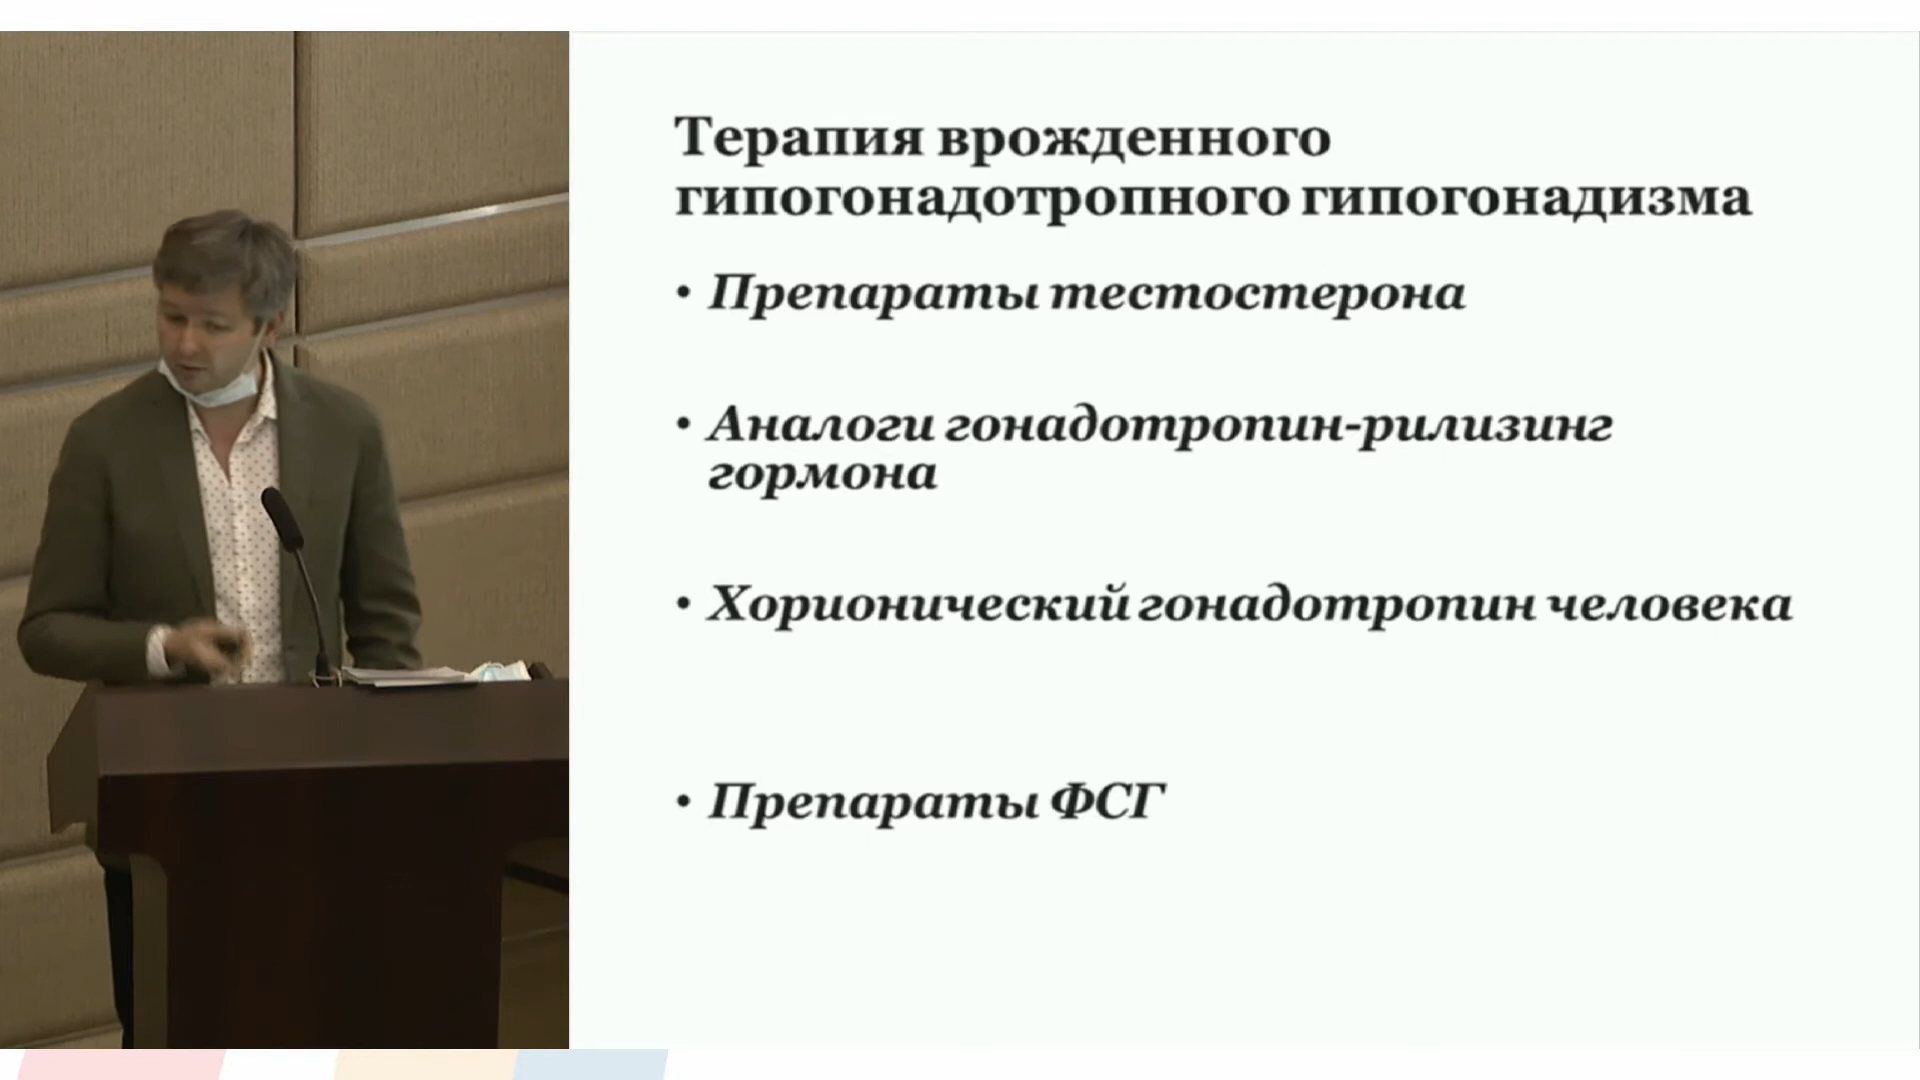 Терапия врожденного
гипогонадотропного гипогонадизма
• Препараты тестостерона
• Аналоги гонадотропин-рилизинг
гормона
• Хорионический гонадотропин человека
• Препараты ФСГ